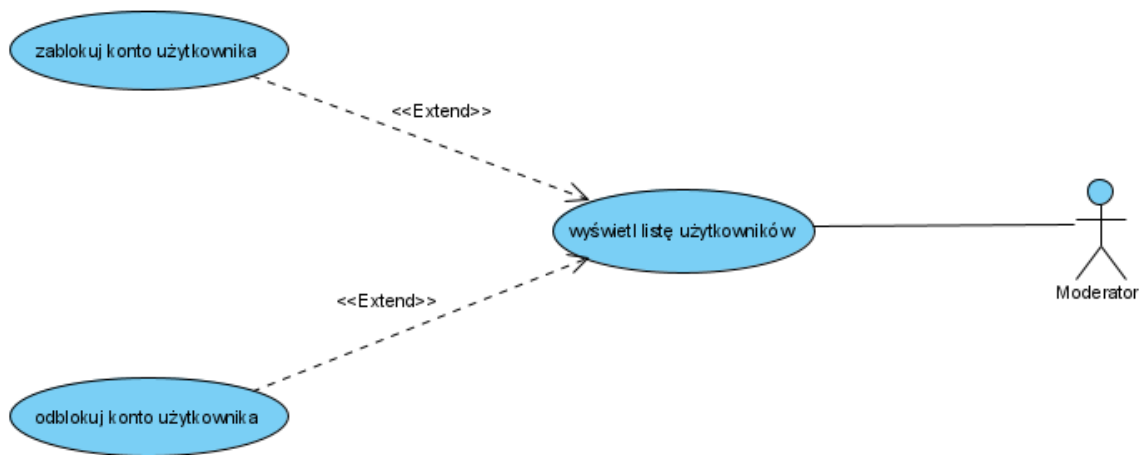 zablokuj konto użytkownika
<<Extend>>
wyświetl listę użytkowników
Moderator
<<Extend>>
odblokuj konto użytkownika